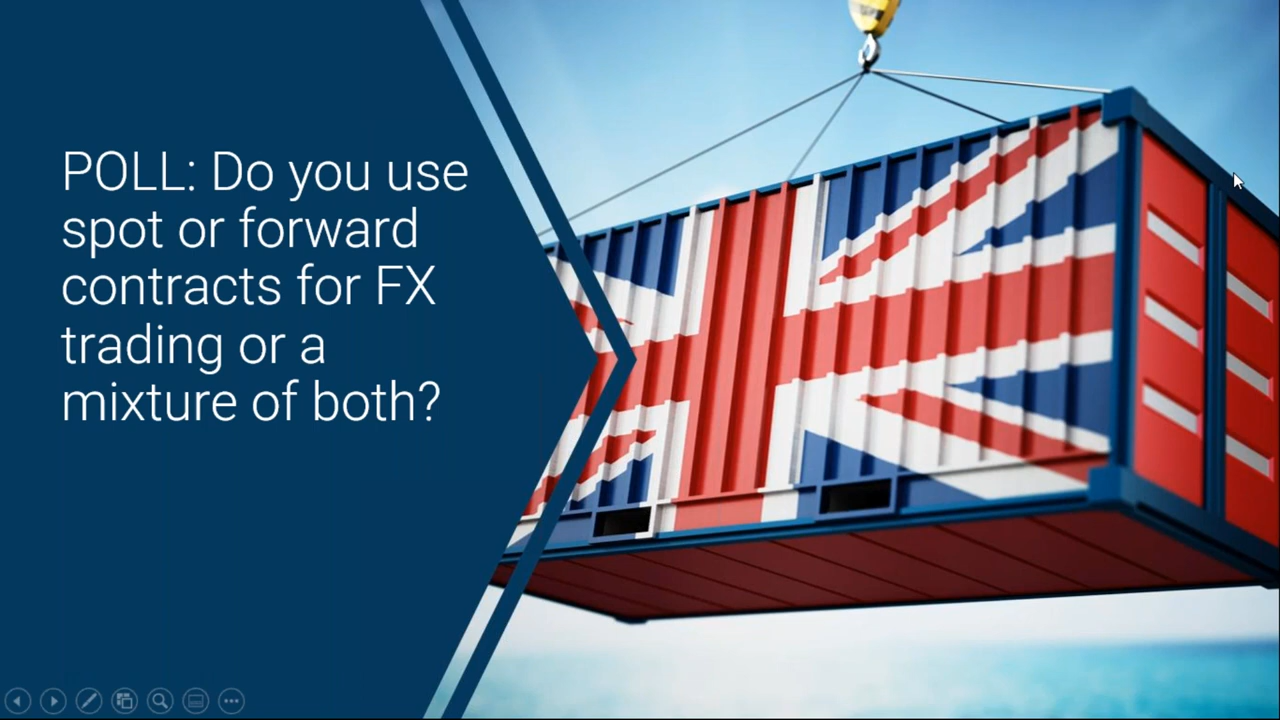 POLL: Do you use
spot or forward
contracts for FX
trading or a
mixture of both?